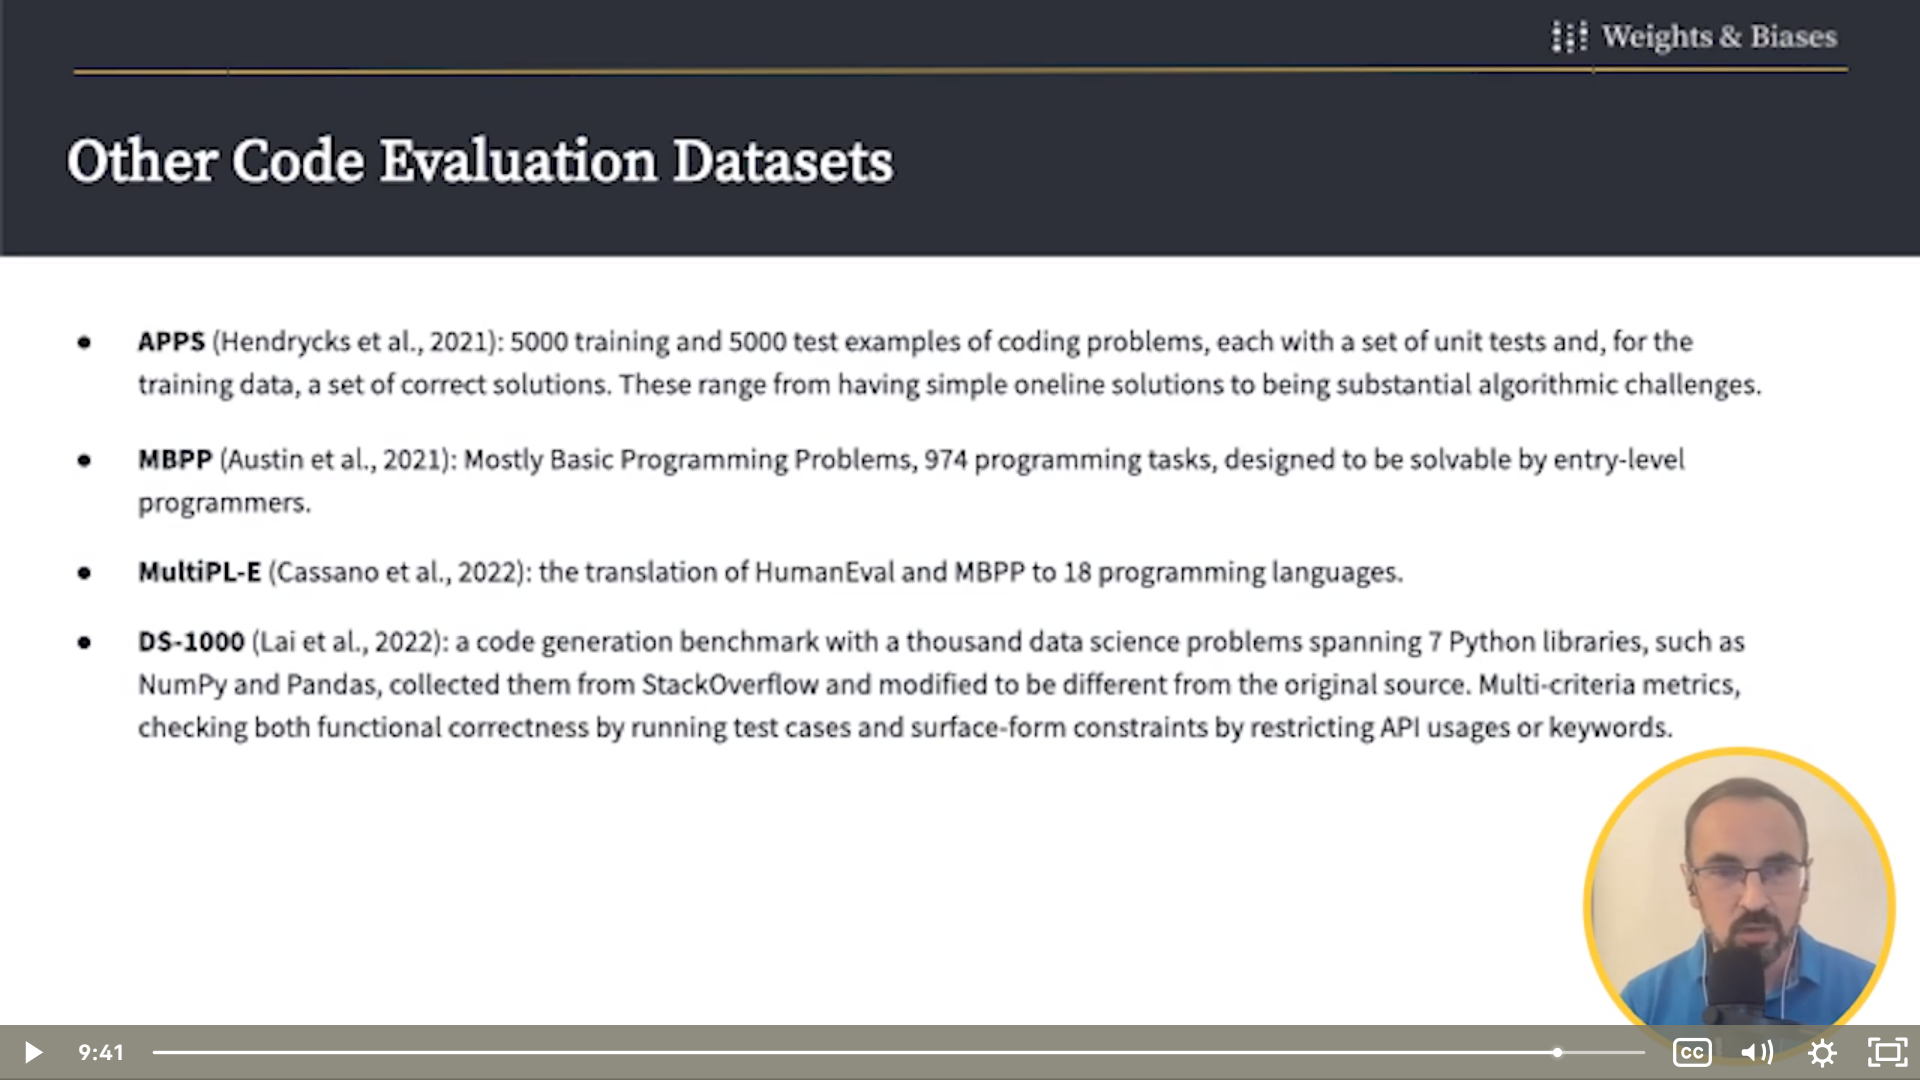 Weights & Biases
Other Code Evaluation Datasets
APPS (Hendrycks et al., 2021): 5000 training and 5000 test examples of coding problems, each with a set of unit tests and, for the
training data, a set of correct solutions. These range from having simple oneline solutions to being substantial algorithmic challenges.
MBPP (Austin et al., 2021): Mostly Basic Programming Problems, 974 programming tasks, designed to be solvable by entry-level
programmers.
MultiPL-E (Cassano et al., 2022): the translation of HumanEval and MBPP to 18 programming languages.
DS-1000 (Lai et al., 2022): a code generation benchmark with a thousand data science problems spanning 7 Python libraries, such as
NumPy and Pandas, collected them from StackOverflow and modified to be different from the original source. Multi-criteria metrics,
checking both functional correctness by running test cases and surface-form constraints by restricting API usages or keywords.
9:41
CC